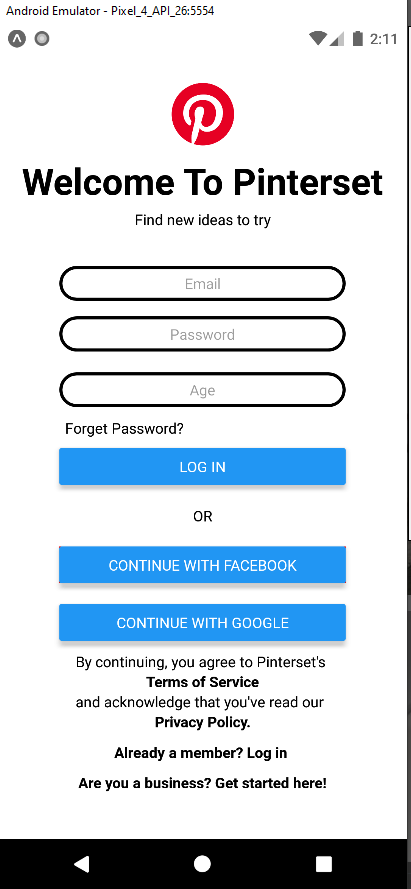 Android Emulator - Pixel_4_API_26:5554
2:11
Welcome To Pinterset
Find new ideas to try
Email
Password
Age
Forget Password?
LOG IN
OR
CONTINUE WITH FACEBOOK
CONTINUE WITH GOOGLE
By continuing, you agree to Pinterset's
Terms of Service
and acknowledge that you've read our
Privacy Policy.
Already a member? Log in
Are you a business? Get started here!